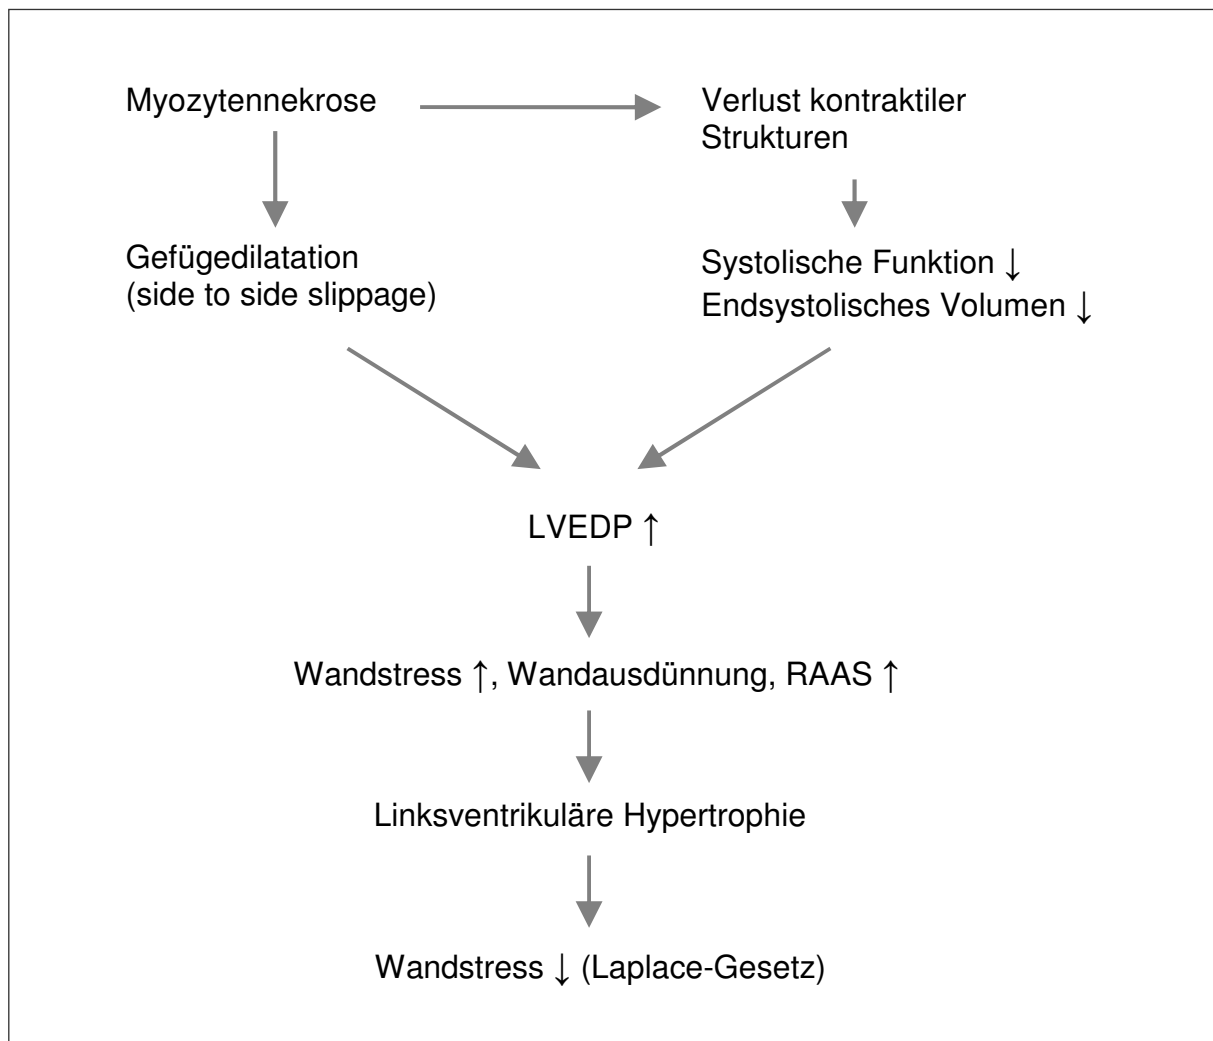 Myozytennekrose
Verlust kontraktiler
Strukturen
Gefügedilatation
(side to side slippage)
Systolische Funktion ↓
Endsystolisches Volumen ↓
LVEDP ↑
Wandstress ↑, Wandausdünnung, RAAS ↑
Linksventrikuläre Hypertrophie
Wandstress ↓ (Laplace-Gesetz)